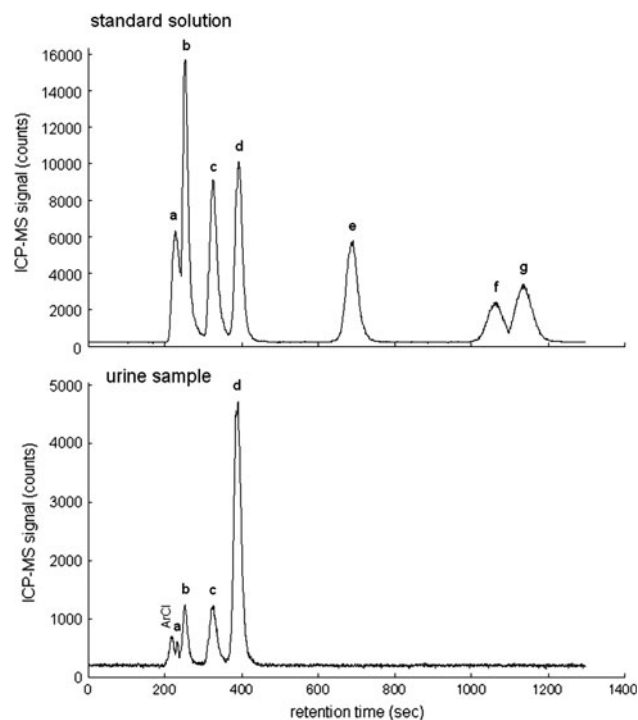 standard solution
ICP-MS signal (counts)
16000
14000
12000
10000
8000
6000
4000
2000
0
a
b
c
d
e
f
g
urine sample
ICP-MS signal (counts)
5000
4000
3000
2000
1000
0
ArCl
a
b
c
d
0 200 400 600 800 1000 1200 1400
retention time (sec)